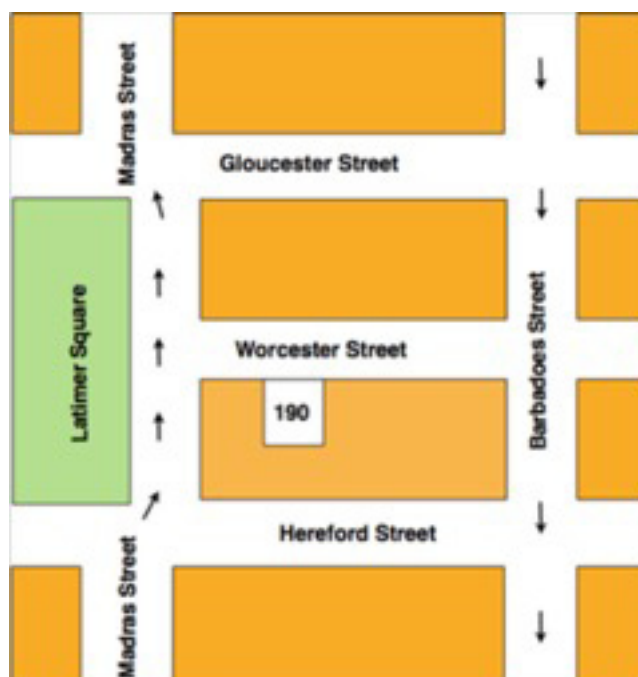 Madras Street
Gloucester Street
Latimer Square
Worcester Street
Barbadoes Street
190
Hereford Street
Madras Street